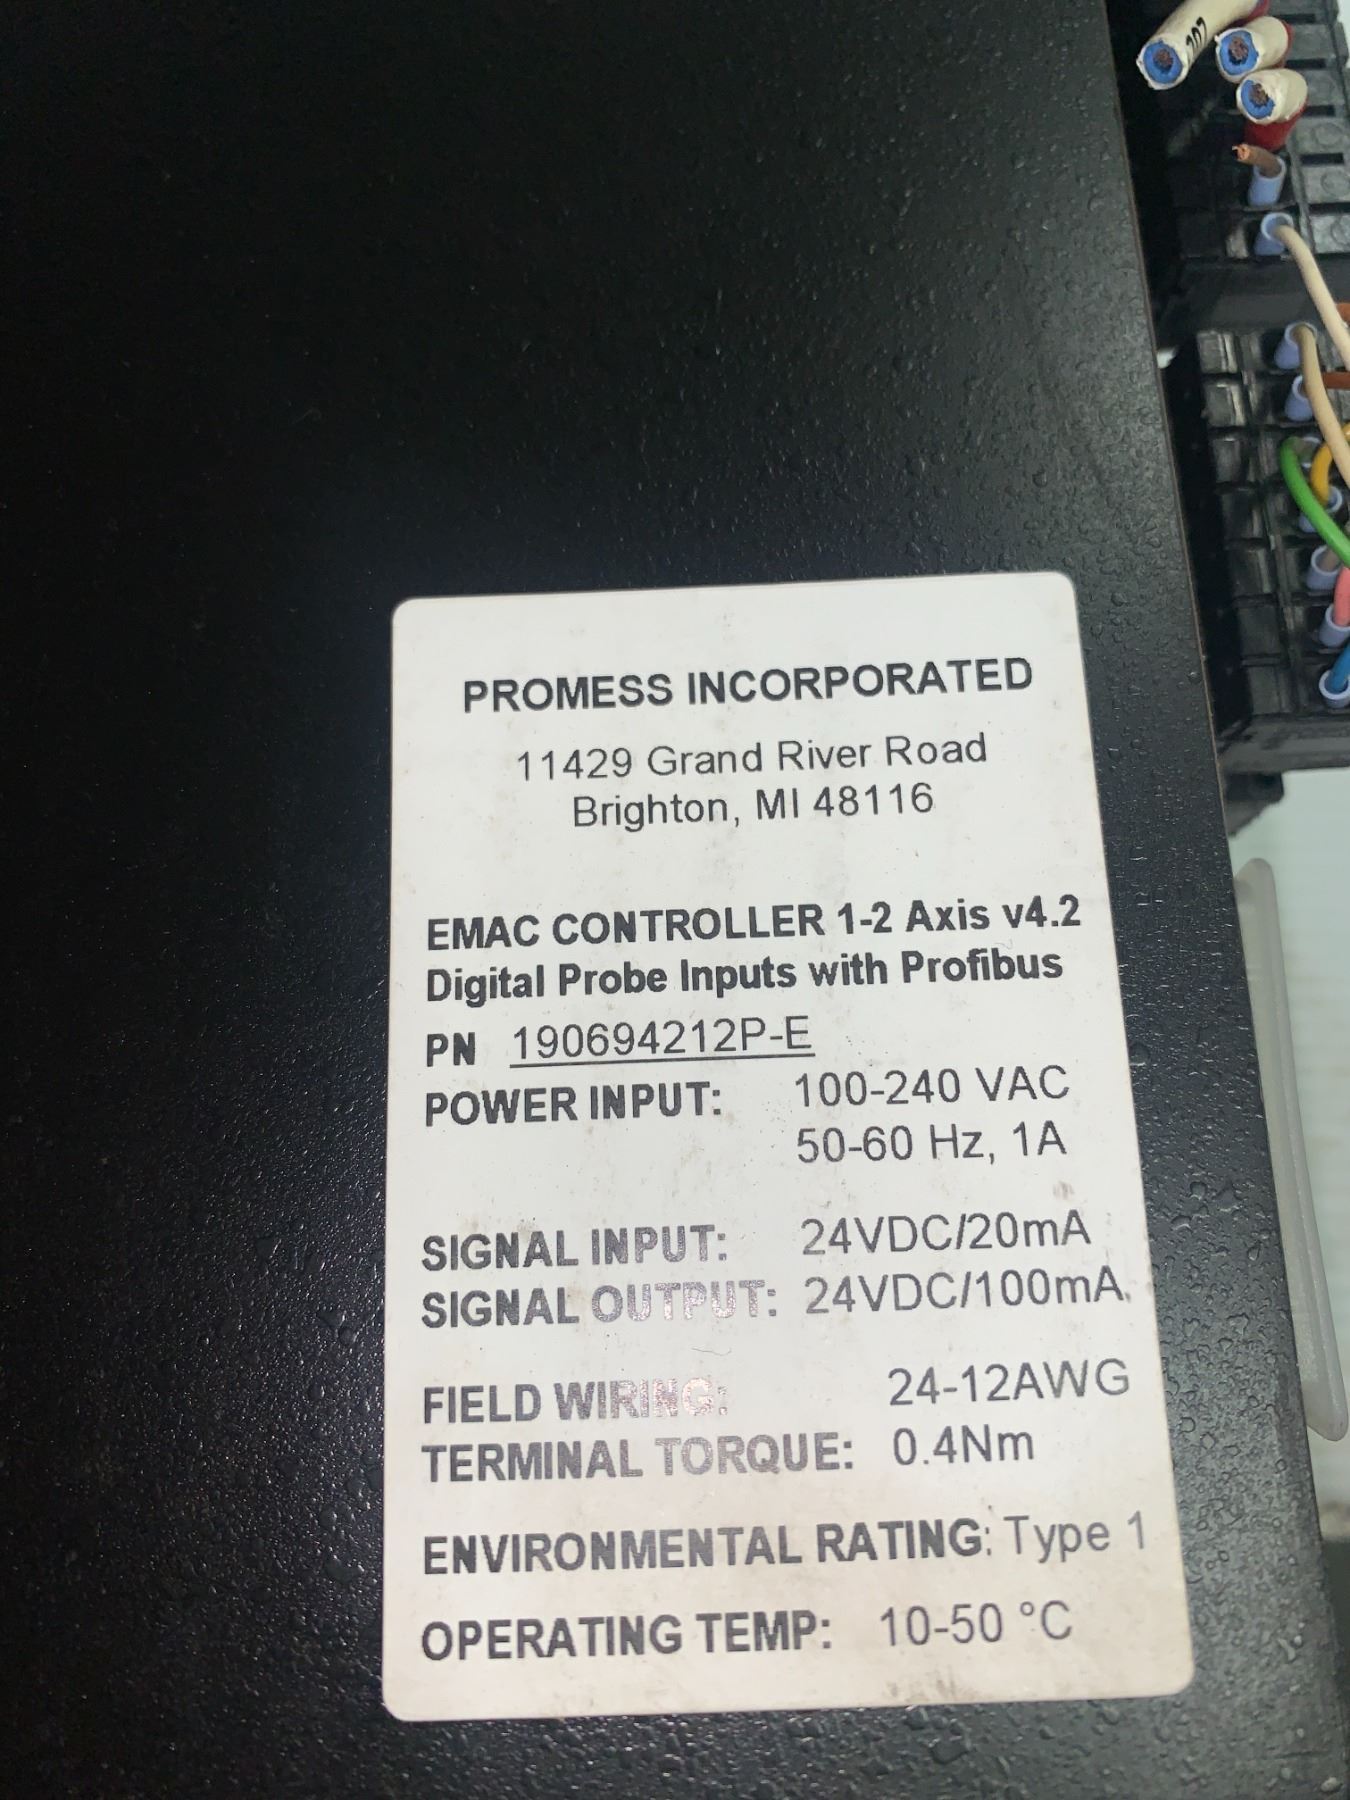 PROMESS INCORPORATED
11429 Grand River Road
Brighton, MI 48116
EMAC CONTROLLER 1-2 Axis v4.2
Digital Probe Inputs with Profibus
PN 190694212P-E
POWER INPUT: 100-240 VAC
50-60 Hz, 1A
SIGNAL INPUT: 24VDC/20mA
SIGNAL OUTPUT: 24VDC/100mA
FIELD WIRING: 24-12AWG
TERMINAL TORQUE: 0.4Nm
ENVIRONMENTAL RATING: Type 1
OPERATING TEMP: 10-50 °C